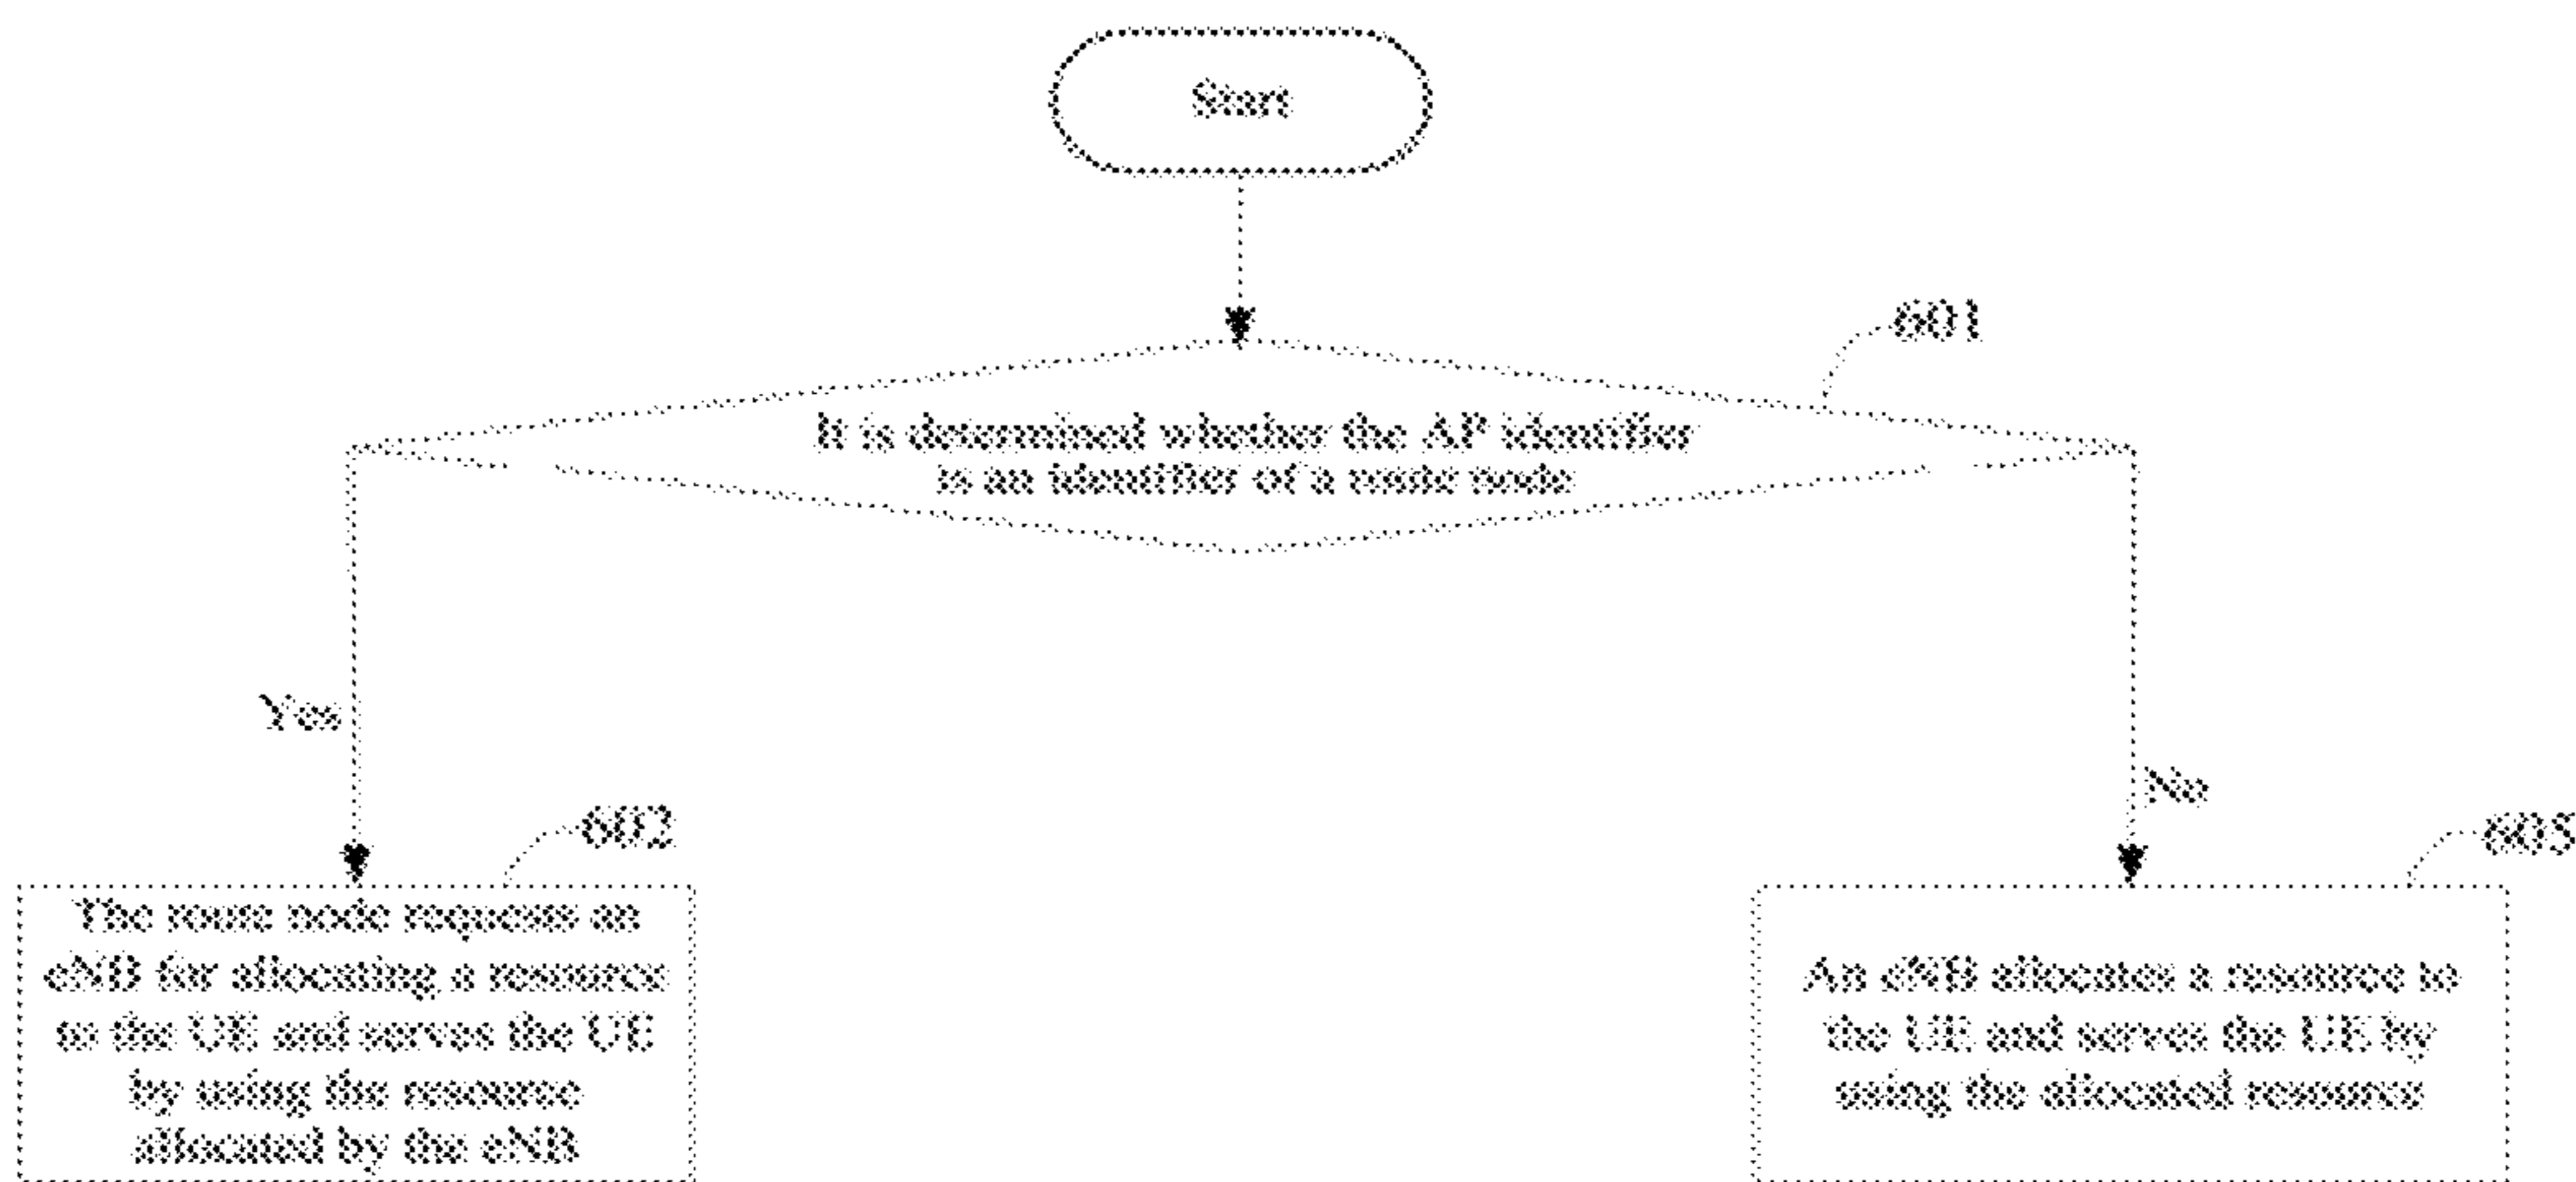 Start
601
It is determined whether the AP identifier
is an identifier of a route node
Yes
No
602
605
The route node requests an
eNB for allocating a resource
to the UE and serves the UE
by using the resource
allocated by the eNB
An eNB allocates a resource to
the UE and serves the UE by
using the allocated resource